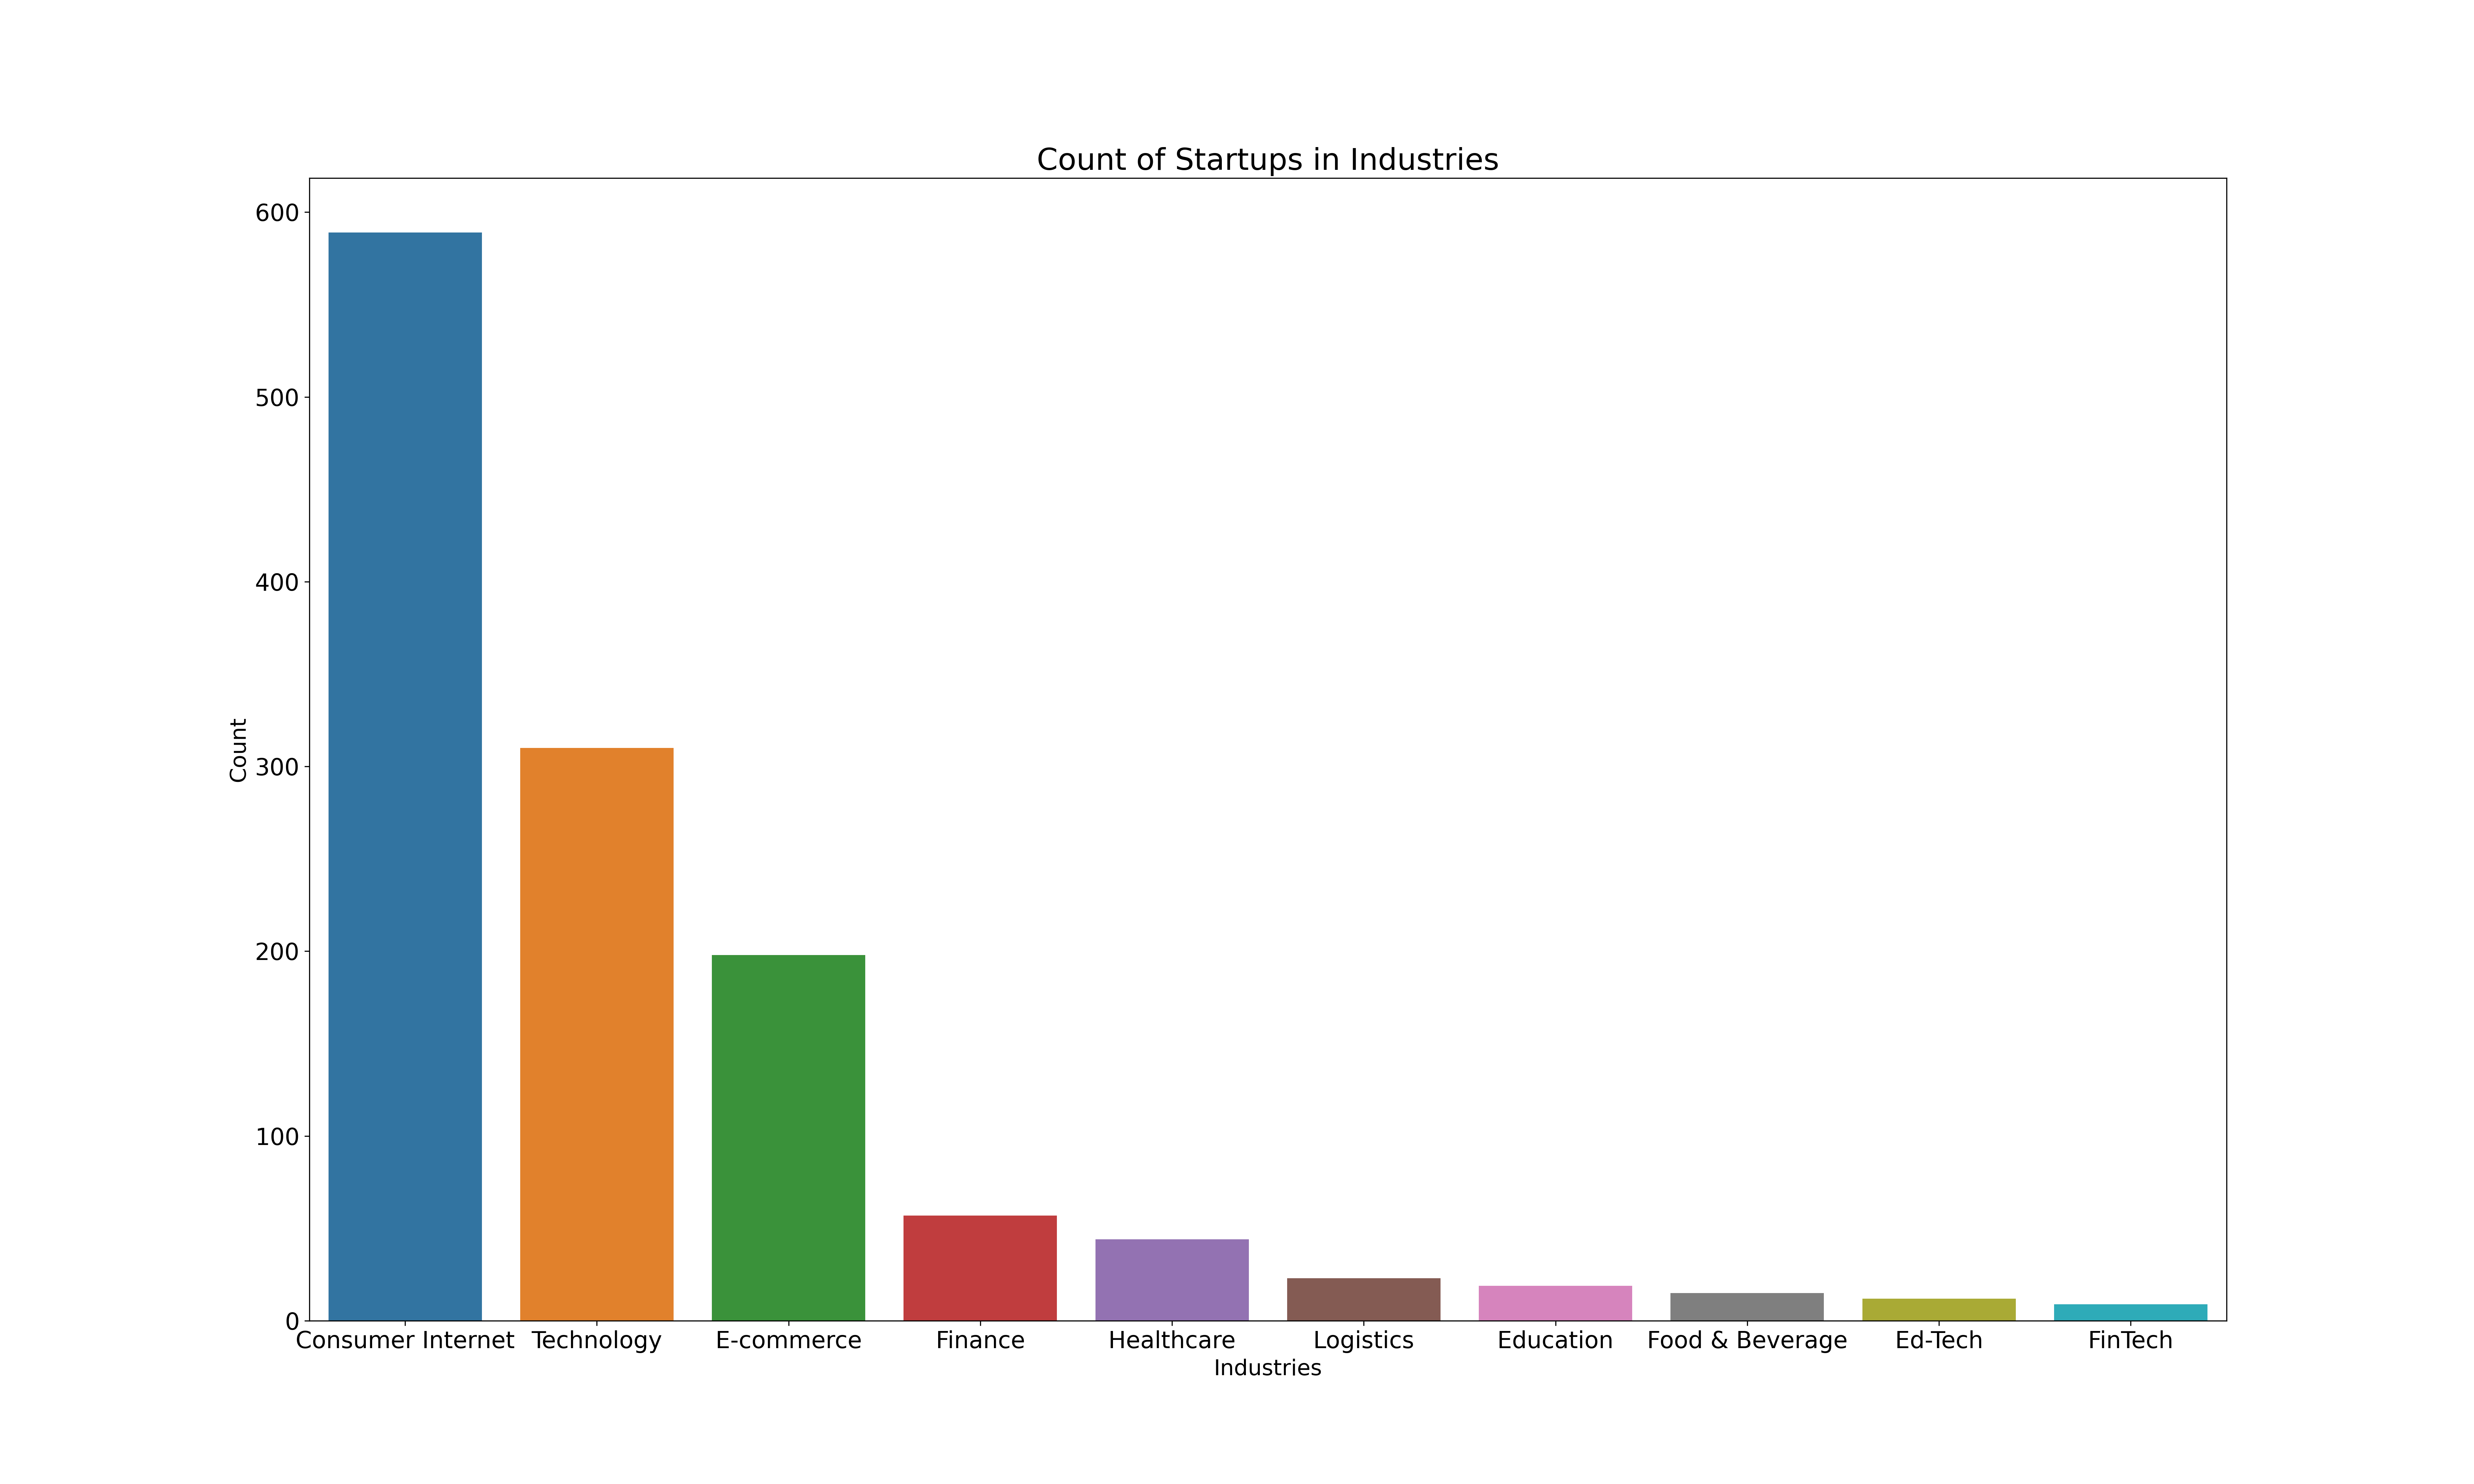 Count of Startups in Industries
600
500
400
300
200
100
0
Count
Consumer Internet Technology E-commerce Finance Healthcare Logistics Education Food & Beverage Ed-Tech FinTech
Industries